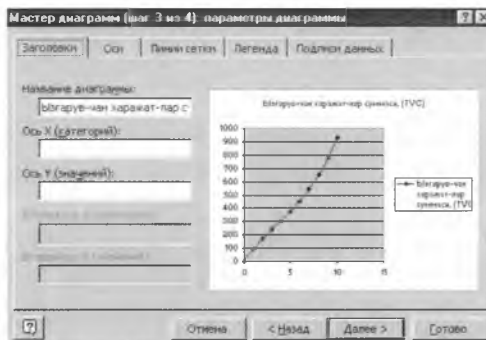 Мастер диаграмм (шаг 3 из 4): параметры диаграммы
Заголовки Оси Линии сетки Легенда Подписи данных
Название диаграммы:
Ось X (категорий):
Ось Y (значений):
(TVC)
1000
900
800
700
600
500
400
300
200
100
0
0 5 10 15
Отмена < Назад Далее > Готово